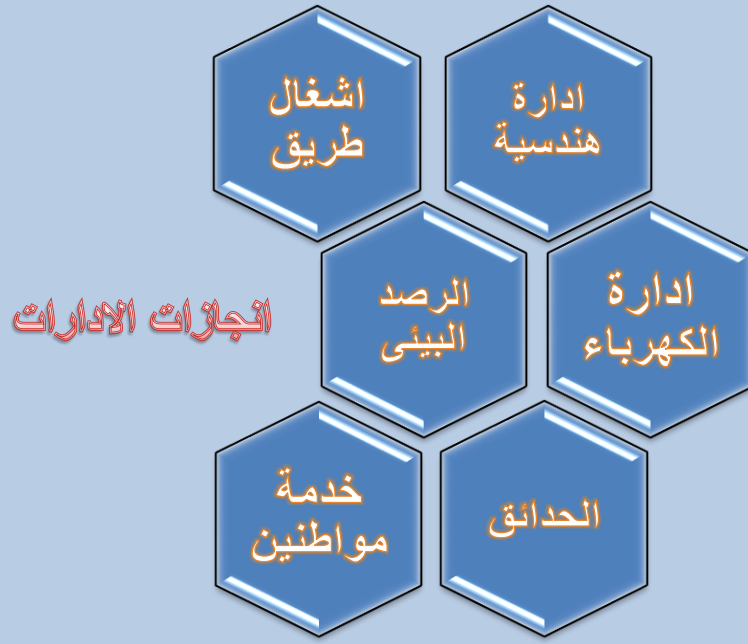 ادارة
هندسية
اشغال
طريق
ادارة
الكهرباء
الرصد
البيئى
انجازات الادارات
الحدائق
خدمة
مواطنين